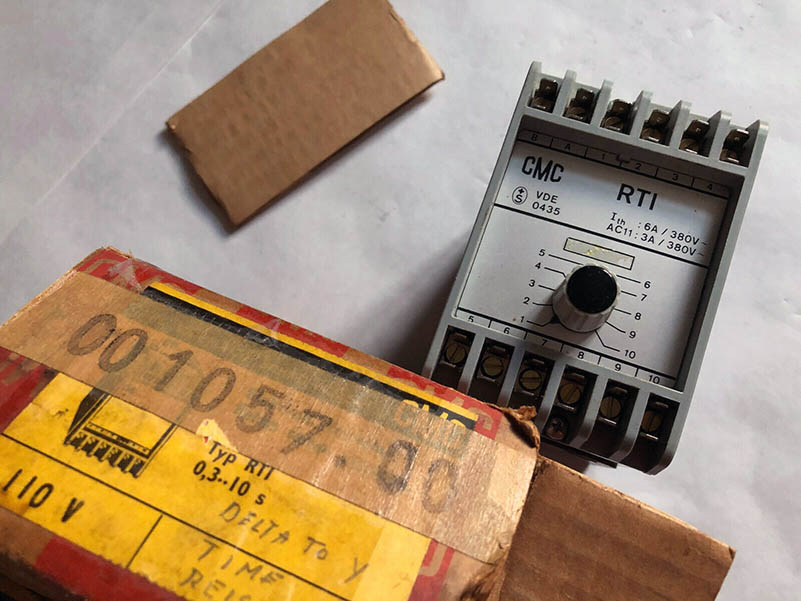 B A 1 2 3 4
CMC RTI
+S VDE
0435
Ith : 6A / 380V~
AC11 : 3A / 380V~
5 6
4 7
3 8
2 9
1 10
5 6 7 8 9 10
001057.00
Typ RTI
0,3..10 s
110 V
DELTA TO Y
TIME